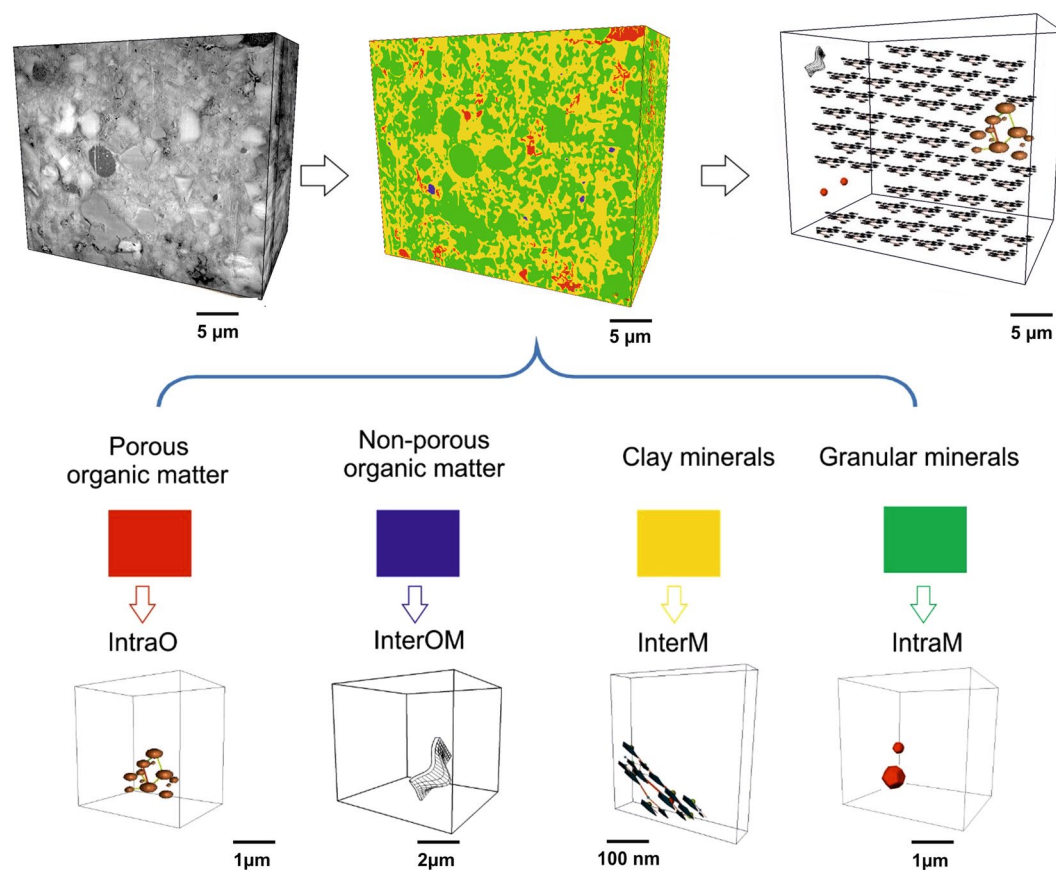 5 µm
5 µm
5 µm
Porous
organic matter
Non-porous
organic matter
Clay minerals
Granular minerals
IntraO
InterOM
InterM
IntraM
1µm
2µm
100 nm
1µm